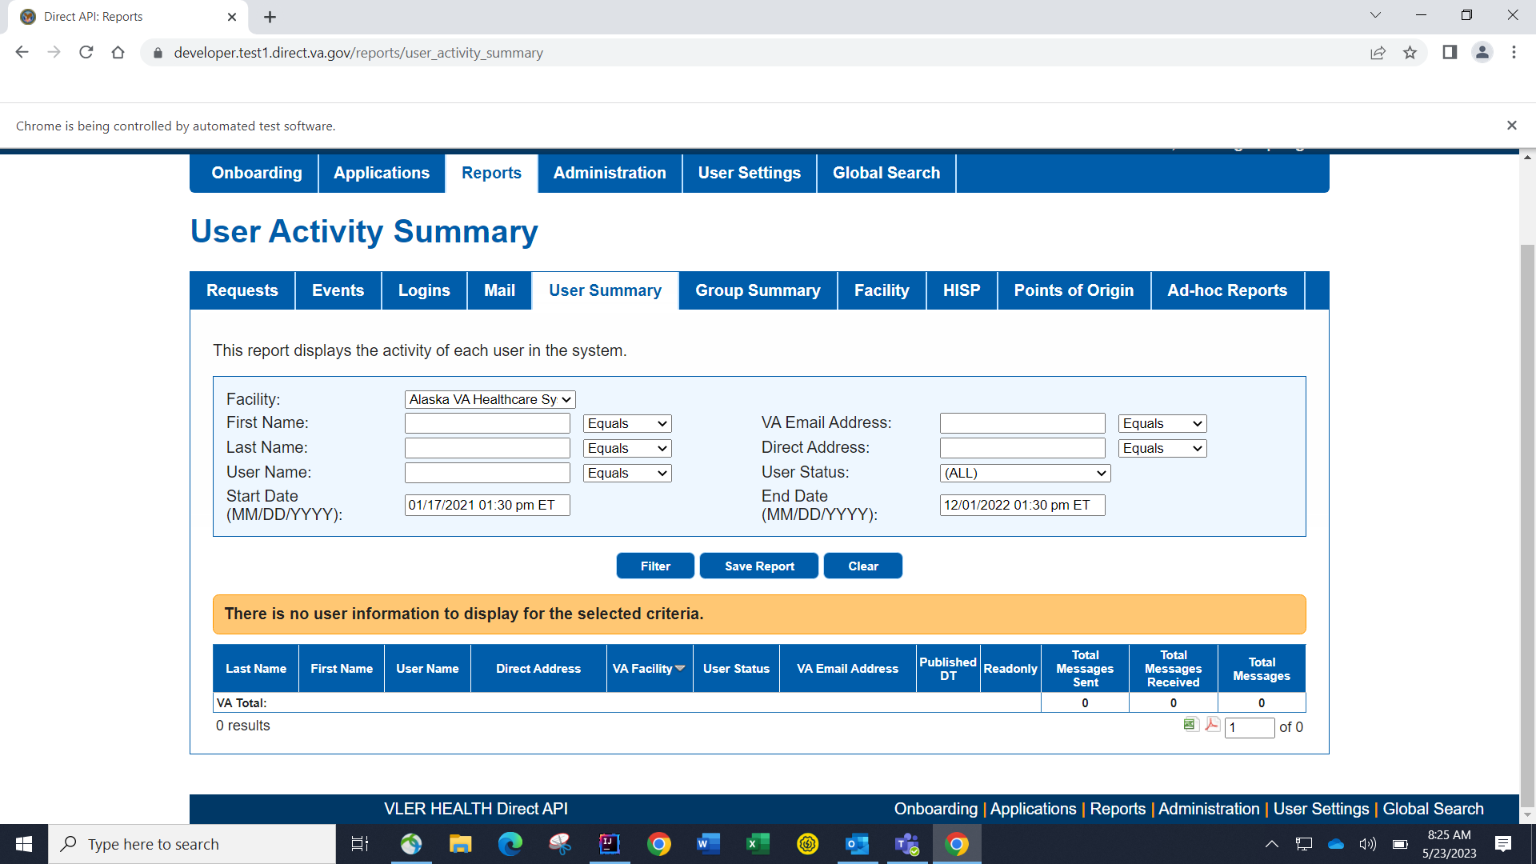 Direct API: Reports
developer.test1.direct.va.gov/reports/user_activity_summary
Chrome is being controlled by automated test software.
Onboarding Applications Reports Administration User Settings Global Search
User Activity Summary
Requests Events Logins Mail User Summary Group Summary Facility HISP Points of Origin Ad-hoc Reports
This report displays the activity of each user in the system.
Facility: Alaska VA Healthcare Sy
First Name: Equals VA Email Address: Equals
Last Name: Equals Direct Address: Equals
User Name: Equals User Status: (ALL)
Start Date (MM/DD/YYYY): 01/17/2021 01:30 pm ET End Date (MM/DD/YYYY): 12/01/2022 01:30 pm ET
Filter Save Report Clear
There is no user information to display for the selected criteria.
Last Name First Name User Name Direct Address VA Facility User Status VA Email Address Published DT Readonly Total Messages Sent Total Messages Received Total Messages
VA Total: 0 0 0
0 results 1 of 0
VLER HEALTH Direct API Onboarding | Applications | Reports | Administration | User Settings | Global Search
Type here to search
8:25 AM
5/23/2023